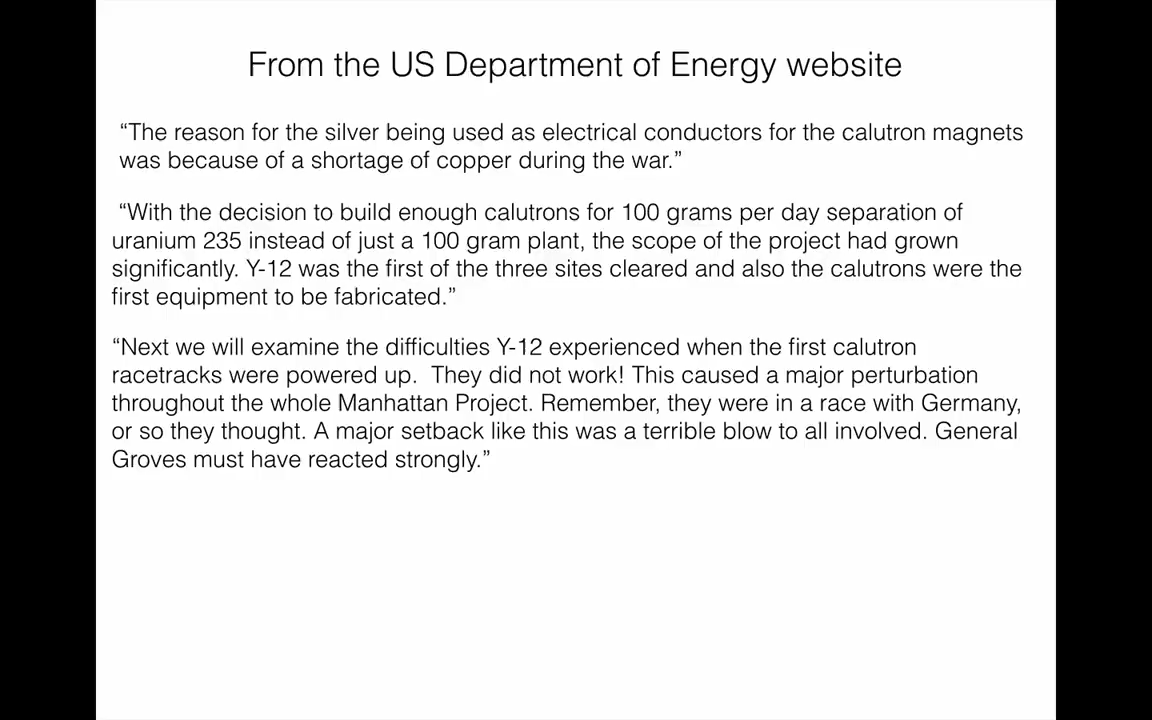 From the US Department of Energy website
“The reason for the silver being used as electrical conductors for the calutron magnets
was because of a shortage of copper during the war.”
“With the decision to build enough calutrons for 100 grams per day separation of
uranium 235 instead of just a 100 gram plant, the scope of the project had grown
significantly. Y-12 was the first of the three sites cleared and also the calutrons were the
first equipment to be fabricated.”
“Next we will examine the difficulties Y-12 experienced when the first calutron
racetracks were powered up.  They did not work! This caused a major perturbation
throughout the whole Manhattan Project. Remember, they were in a race with Germany,
or so they thought. A major setback like this was a terrible blow to all involved. General
Groves must have reacted strongly.”